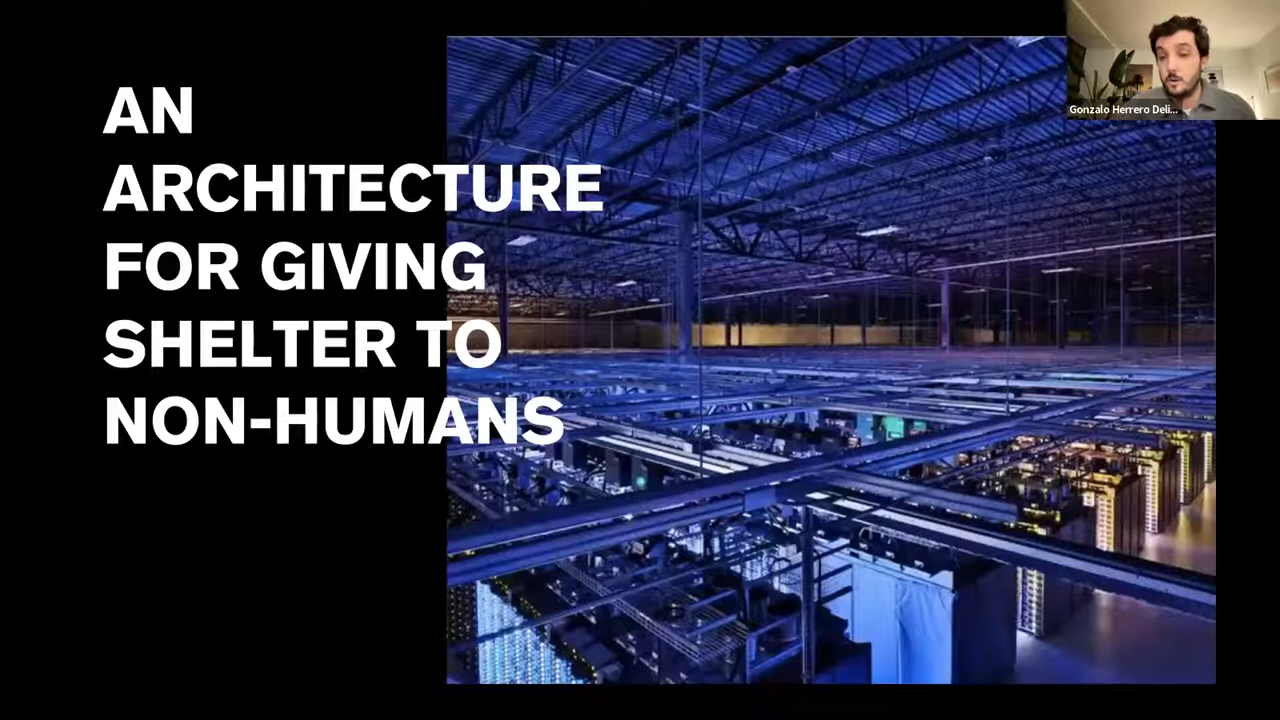 AN
ARCHITECTURE
FOR GIVING
SHELTER TO
NON-HUMANS
Gonzalo Herrero Deli...